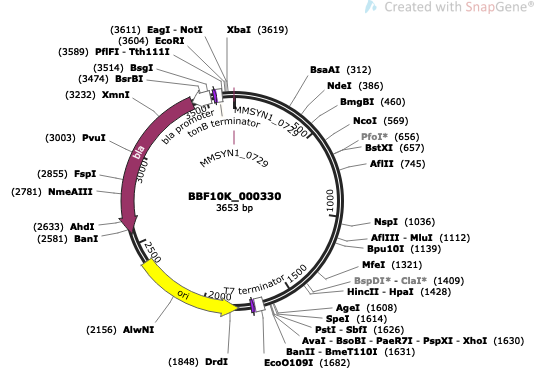 Created with SnapGene®
(3611) EagI - NotI
XbaI (3619)
(3604) EcoRI
(3589) PflFI - Tth111I
(3514) BsgI
(3474) BsrBI
(3232) XmnI
(3003) PvuI
(2855) FspI
(2781) NmeAIII
(2633) AhdI
(2581) BanI
BsaAI (312)
NdeI (386)
BmgBI (460)
NcoI (569)
PfoI* (656)
BstXI (657)
AflII (745)
NspI (1036)
AflIII - MluI (1112)
Bpu10I (1139)
MfeI (1321)
BspDI* - ClaI* (1409)
HincII - HpaI (1428)
AgeI (1608)
SpeI (1614)
PstI - SbfI (1626)
AvaI - BsoBI - PaeR7I - PspXI - XhoI (1630)
BanII - BmeT110I (1631)
EcoO109I (1682)
(1848) DrdI
(2156) AlwNI
3500
bla promoter
tonB terminator
MMSYN1_0729
500
MMSYN1_0729
bla
3000
BBF10K_000330
3653 bp
1000
2500
T7 terminator
1500
2000
ori